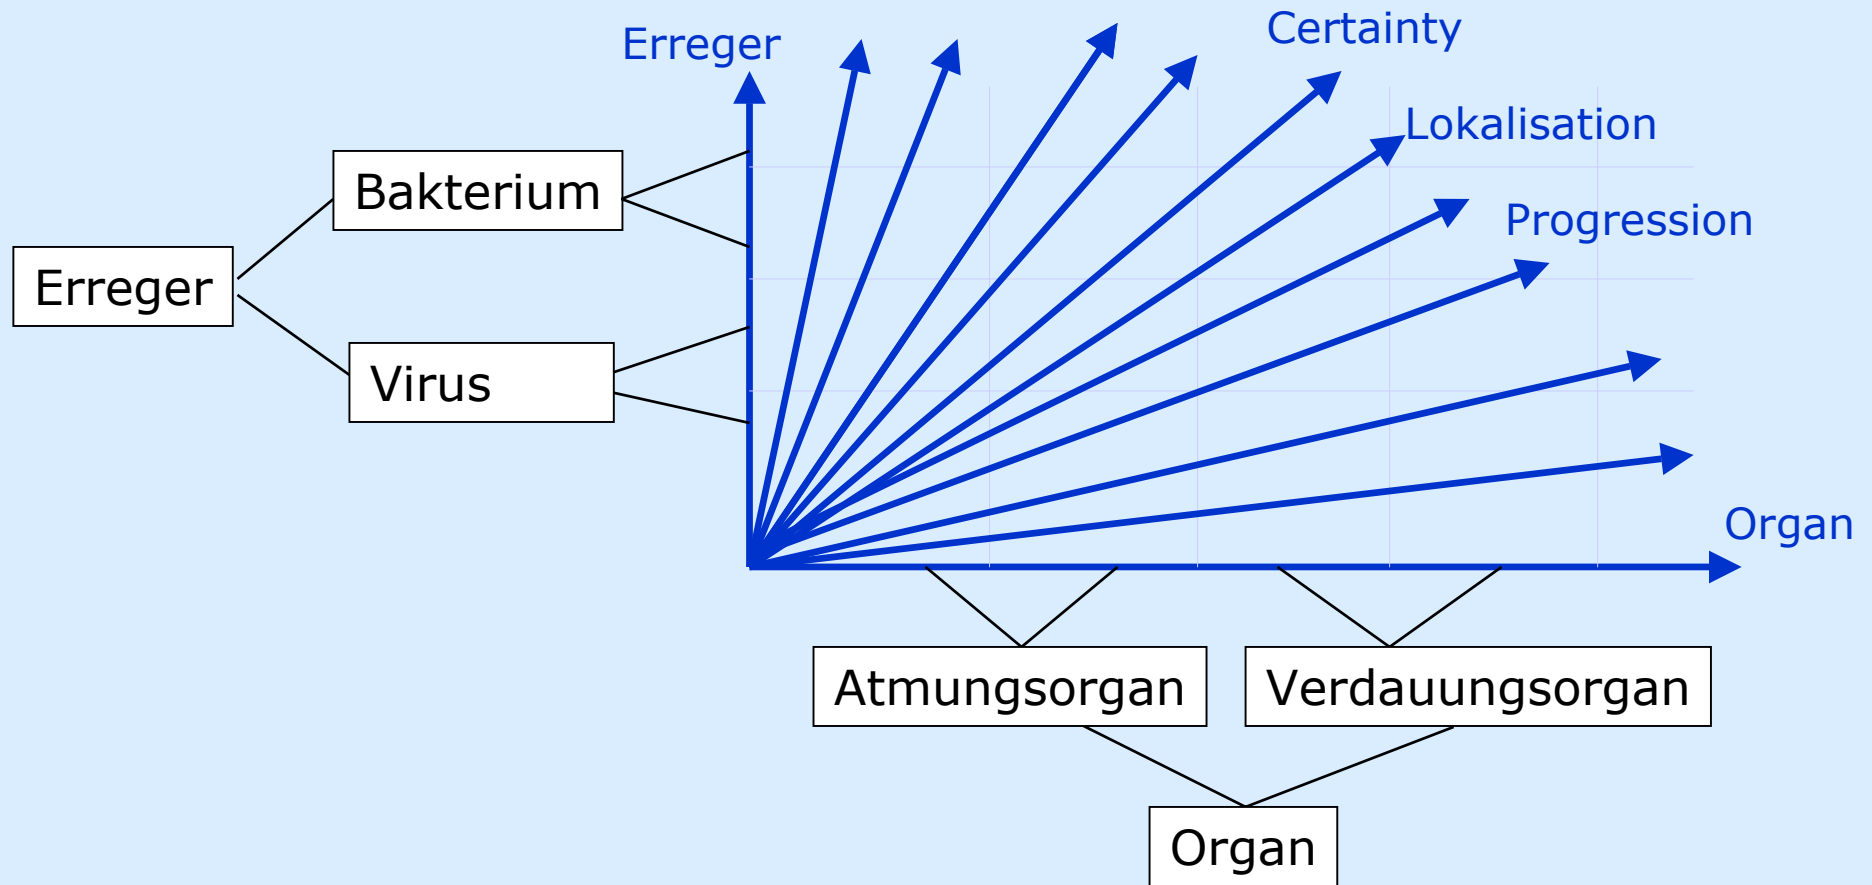 Certainty
Erreger
Lokalisation
Bakterium
Progression
Erreger
Virus
Organ
Atmungsorgan
Verdauungsorgan
Organ